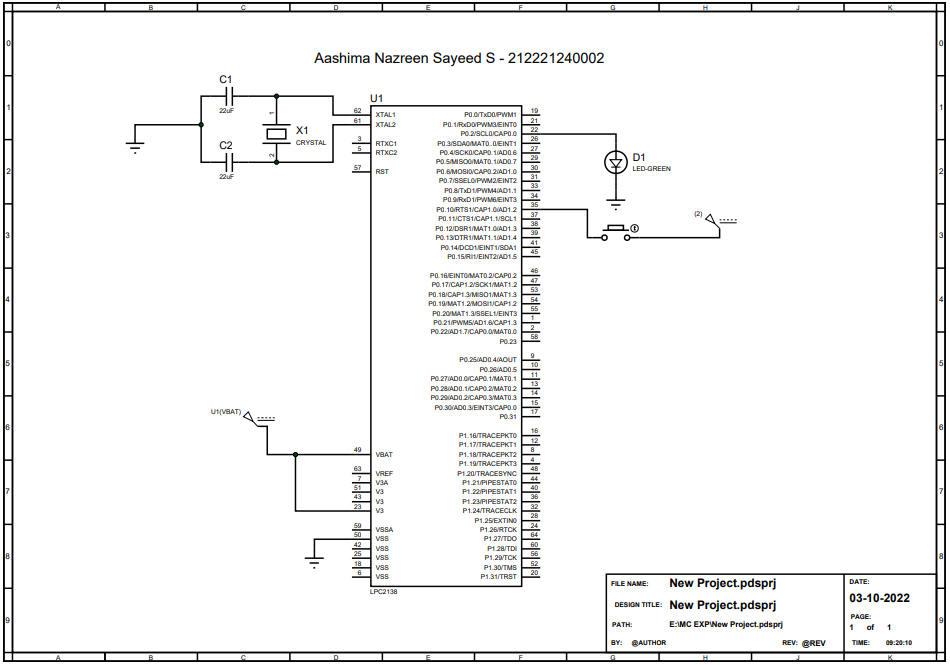 A B C D E F G H J K
0 0
1 1
2 2
3 3
4 4
5 5
6 6
7 7
8 8
9 9
Aashima Nazreen Sayeed S - 212221240002
C1
22uF
C2
22uF
1
2
X1
CRYSTAL
U1
62 XTAL1
61 XTAL2
3 RTXC1
5 RTXC2
57 RST
49 VBAT
63 VREF
7 V3A
51 V3
43 V3
23 V3
59 VSSA
50 VSS
42 VSS
25 VSS
18 VSS
6 VSS
P0.0/TxD0/PWM1 19
P0.1/RxD0/PWM3/EINT0 21
P0.2/SCL0/CAP0.0 22
P0.3/SDA0/MAT0..0/EINT1 26
P0.4/SCK0/CAP0.1/AD0.6 27
P0.5/MISO0/MAT0.1/AD0.7 29
P0.6/MOSI0/CAP0.2/AD1.0 30
P0.7/SSEL0/PWM2/EINT2 31
P0.8/TxD1/PWM4/AD1.1 33
P0.9/RxD1/PWM6/EINT3 34
P0.10/RTS1/CAP1.0/AD1.2 35
P0.11/CTS1/CAP1.1/SCL1 37
P0.12/DSR1/MAT1.0/AD1.3 38
P0.13/DTR1/MAT1.1/AD1.4 39
P0.14/DCD1/EINT1/SDA1 41
P0.15/RI1/EINT2/AD1.5 45
P0.16/EINT0/MAT0.2/CAP0.2 46
P0.17/CAP1.2/SCK1/MAT1.2 47
P0.18/CAP1.3/MISO1/MAT1.3 53
P0.19/MAT1.2/MOSI1/CAP1.2 54
P0.20/MAT1.3/SSEL1/EINT3 55
P0.21/PWM5/AD1.6/CAP1.3 1
P0.22/AD1.7/CAP0.0/MAT0.0 2
P0.23 58
P0.25/AD0.4/AOUT 9
P0.26/AD0.5 10
P0.27/AD0.0/CAP0.1/MAT0.1 11
P0.28/AD0.1/CAP0.2/MAT0.2 13
P0.29/AD0.2/CAP0.3/MAT0.3 14
P0.30/AD0.3/EINT3/CAP0.0 15
P0.31 17
P1.16/TRACEPKT0 16
P1.17/TRACEPKT1 12
P1.18/TRACEPKT2 8
P1.19/TRACEPKT3 4
P1.20/TRACESYNC 48
P1.21/PIPESTAT0 44
P1.22/PIPESTAT1 40
P1.23/PIPESTAT2 36
P1.24/TRACECLK 32
P1.25/EXTIN0 28
P1.26/RTCK 24
P1.27/TDO 64
P1.28/TDI 60
P1.29/TCK 56
P1.30/TMS 52
P1.31/TRST 20
LPC2138
D1
LED-GREEN
(2)
U1(VBAT)
FILE NAME: New Project.pdsprj
DESIGN TITLE: New Project.pdsprj
PATH: E:\MC EXP\New Project.pdsprj
BY: @AUTHOR REV: @REV
DATE:
03-10-2022
PAGE:
1 of 1
TIME: 09:20:10
A B C D E F G H J K